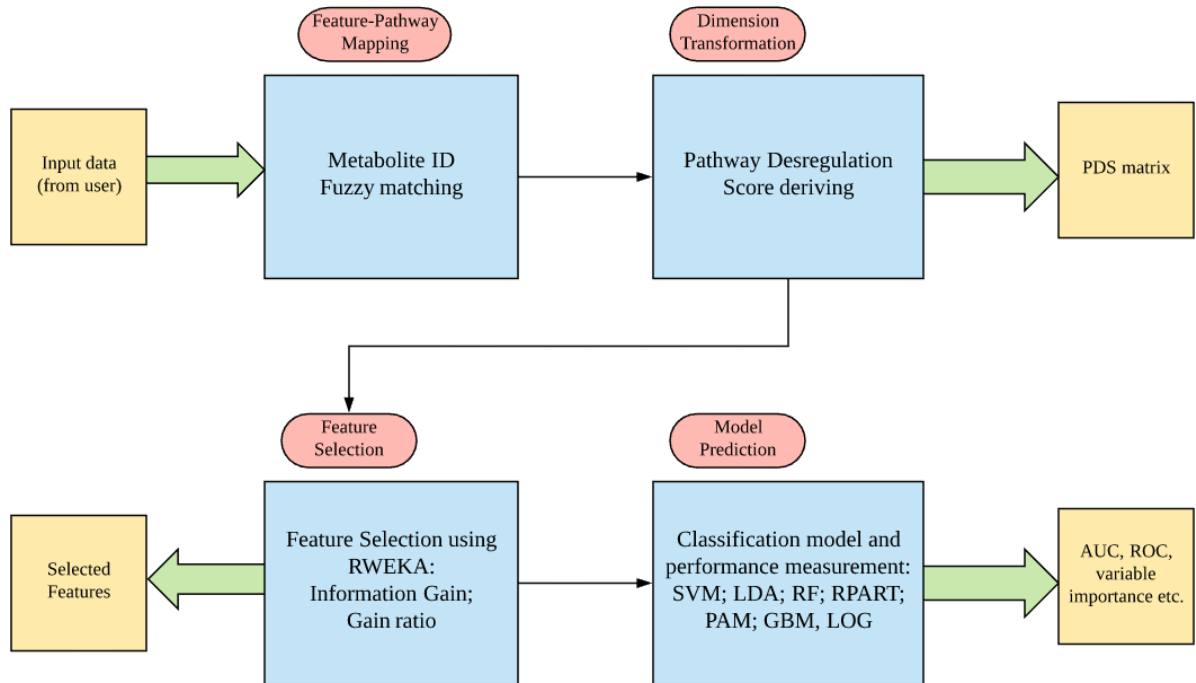 Feature-Pathway
Mapping
Dimension
Transformation
Input data
(from user)
Metabolite ID
Fuzzy matching
Pathway Desregulation
Score deriving
PDS matrix
Feature
Selection
Model
Prediction
Selected
Features
Feature Selection using
RWEKA:
Information Gain;
Gain ratio
Classification model and
performance measurement:
SVM; LDA; RF; RPART;
PAM; GBM, LOG
AUC, ROC,
variable
importance etc.